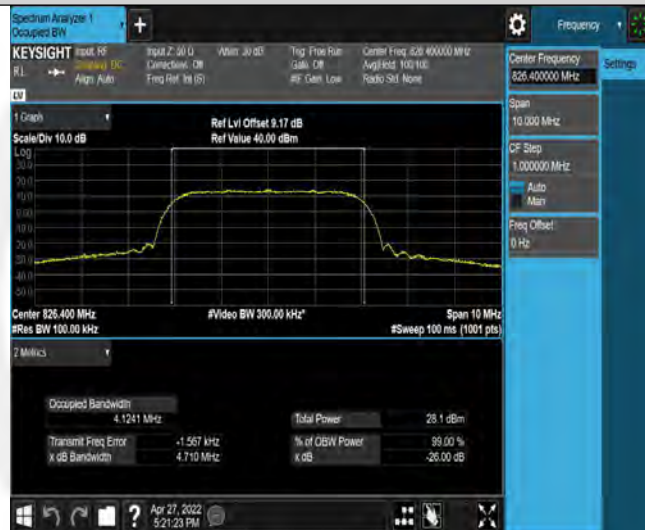 Spectrum Analyzer 1
Occupied BW
+
Frequency
KEYSIGHT Input: RF Input Z: 50 Ω Atten: 30 dB Trig: Free Run Center Freq: 826.400000 MHz
R L Coupling: DC Corrections: Off Gate: Off Avg|Hold: 100/100
Align: Auto Freq Ref: Int (S) #IF Gain: Low Radio Std: None
LV
Center Frequency
826.400000 MHz
Settings
Span
10.000 MHz
CF Step
1.000000 MHz
Auto
Man
Freq Offset
0 Hz
1 Graph
Ref Lvl Offset 9.17 dB
Scale/Div 10.0 dB Ref Value 40.00 dBm
Log
Center 826.400 MHz #Video BW 300.00 kHz* Span 10 MHz
#Res BW 100.00 kHz #Sweep 100 ms (1001 pts)
2 Metrics
Occupied Bandwidth
4.1241 MHz Total Power 28.1 dBm
Transmit Freq Error -1.567 kHz % of OBW Power 99.00 %
x dB Bandwidth 4.710 MHz x dB -26.00 dB
? Apr 27, 2022
5:21:23 PM